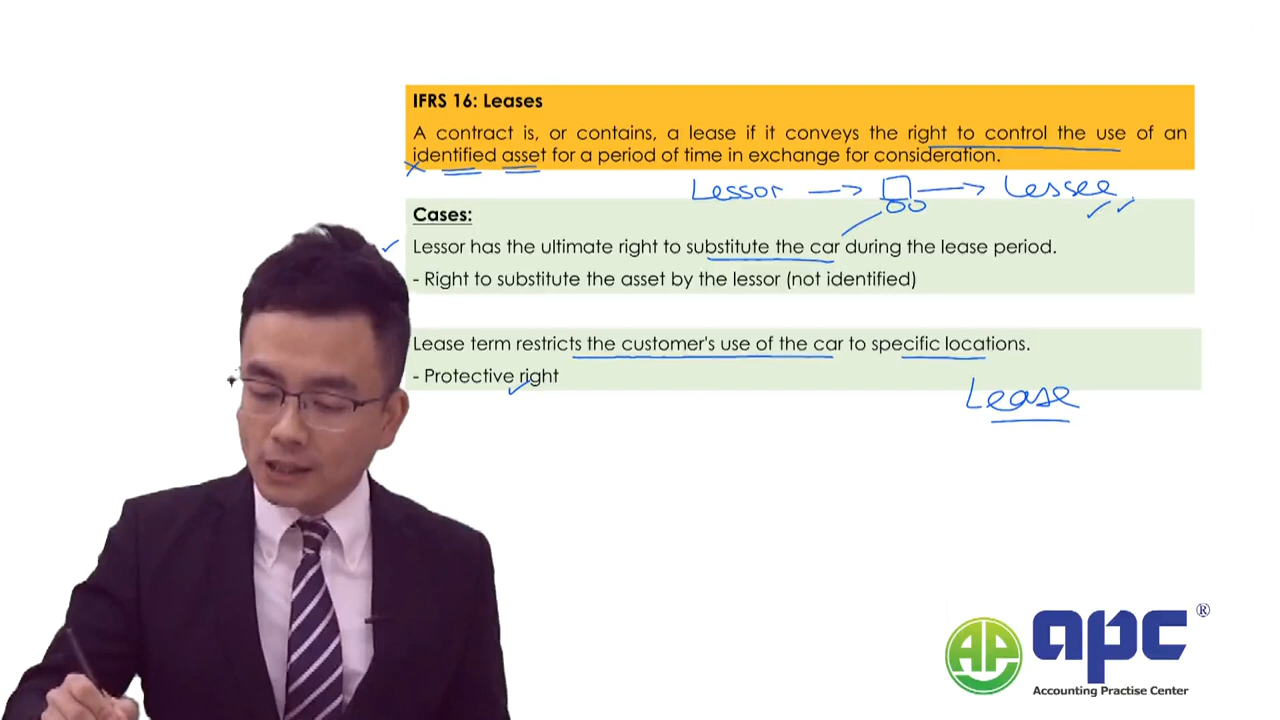 IFRS 16: Leases
A contract is, or contains, a lease if it conveys the right to control the use of an
identified asset for a period of time in exchange for consideration.
Lessor
Lessee
Cases:
Lessor has the ultimate right to substitute the car during the lease period.
- Right to substitute the asset by the lessor (not identified)
Lease term restricts the customer's use of the car to specific locations.
- Protective right
Lease
APC apc ®
Accounting Practise Center